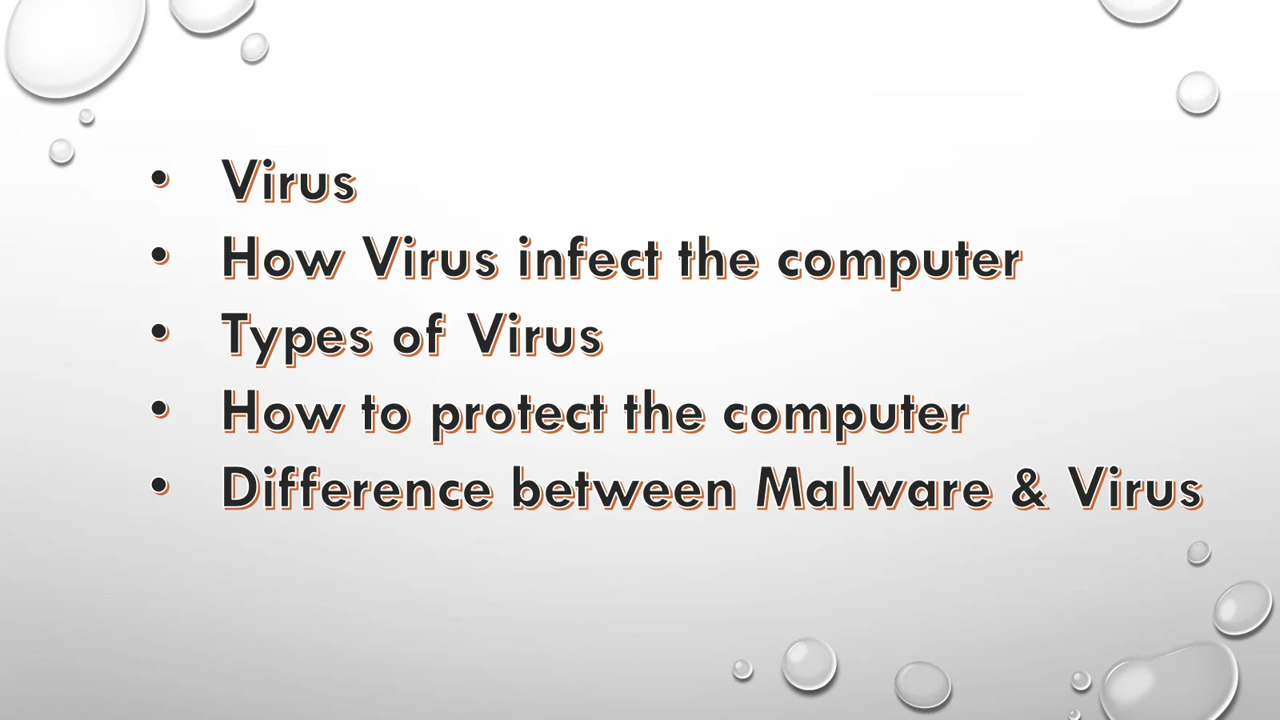 • Virus
• How Virus infect the computer
• Types of Virus
• How to protect the computer
• Difference between Malware & Virus